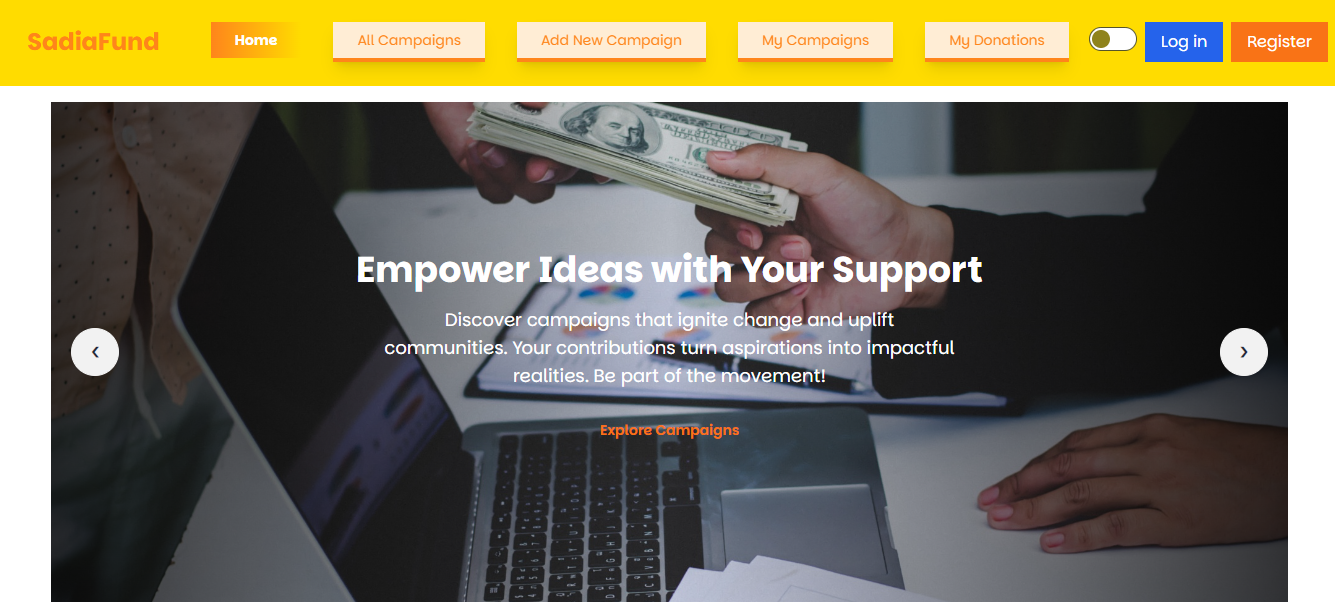 SadiaFund
Home
All Campaigns
Add New Campaign
My Campaigns
My Donations
Log in
Register
Empower Ideas with Your Support
Discover campaigns that ignite change and uplift
communities. Your contributions turn aspirations into impactful
realities. Be part of the movement!
‹
›
Explore Campaigns